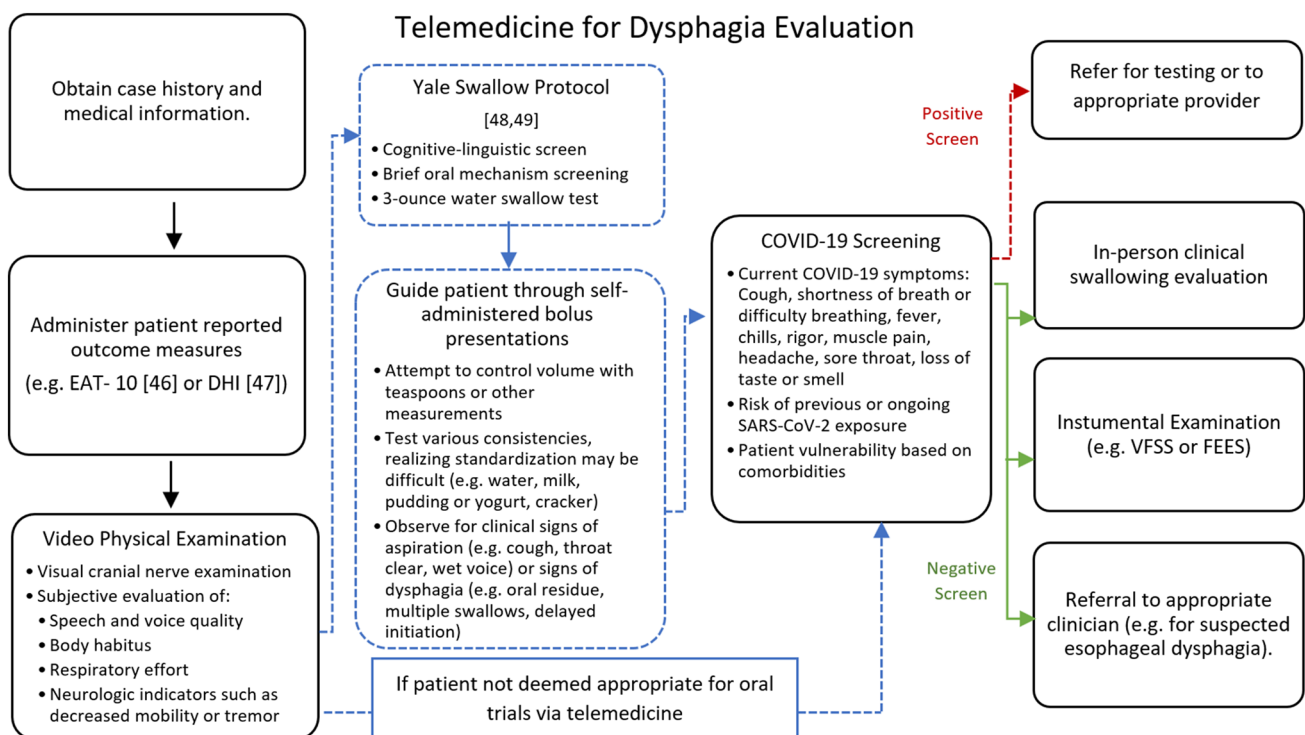 Telemedicine for Dysphagia Evaluation
Obtain case history and
medical information.
Administer patient reported
outcome measures
(e.g. EAT- 10 [46] or DHI [47])
Video Physical Examination
• Visual cranial nerve examination
• Subjective evaluation of:
• Speech and voice quality
• Body habitus
• Respiratory effort
• Neurologic indicators such as
decreased mobility or tremor
Yale Swallow Protocol
[48,49]
• Cognitive-linguistic screen
• Brief oral mechanism screening
• 3-ounce water swallow test
Guide patient through self-
administered bolus
presentations
• Attempt to control volume with
teaspoons or other
measurements
• Test various consistencies,
realizing standardization may be
difficult (e.g. water, milk,
pudding or yogurt, cracker)
• Observe for clinical signs of
aspiration (e.g. cough, throat
clear, wet voice) or signs of
dysphagia (e.g. oral residue,
multiple swallows, delayed
initiation)
If patient not deemed appropriate for oral
trials via telemedicine
COVID-19 Screening
• Current COVID-19 symptoms:
Cough, shortness of breath or
difficulty breathing, fever,
chills, rigor, muscle pain,
headache, sore throat, loss of
taste or smell
• Risk of previous or ongoing
SARS-CoV-2 exposure
• Patient vulnerability based on
comorbidities
Positive
Screen
Negative
Screen
Refer for testing or to
appropriate provider
In-person clinical
swallowing evaluation
Instumental Examination
(e.g. VFSS or FEES)
Referral to appropriate
clinician (e.g. for suspected
esophageal dysphagia).